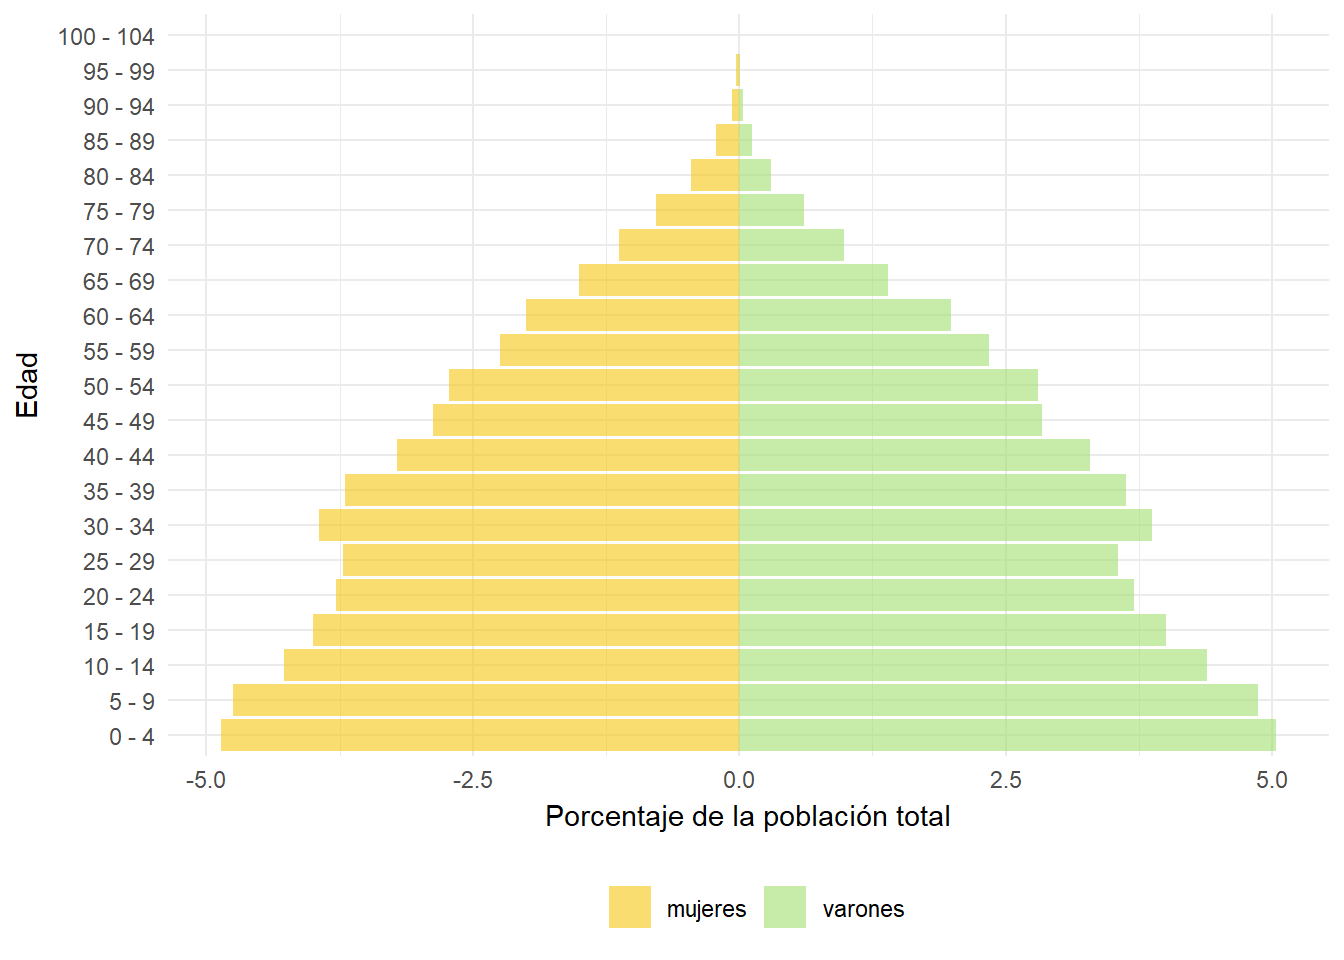 Edad
100 - 104
95 - 99
90 - 94
85 - 89
80 - 84
75 - 79
70 - 74
65 - 69
60 - 64
55 - 59
50 - 54
45 - 49
40 - 44
35 - 39
30 - 34
25 - 29
20 - 24
15 - 19
10 - 14
5 - 9
0 - 4
-5.0 -2.5 0.0 2.5 5.0
Porcentaje de la población total
mujeres varones